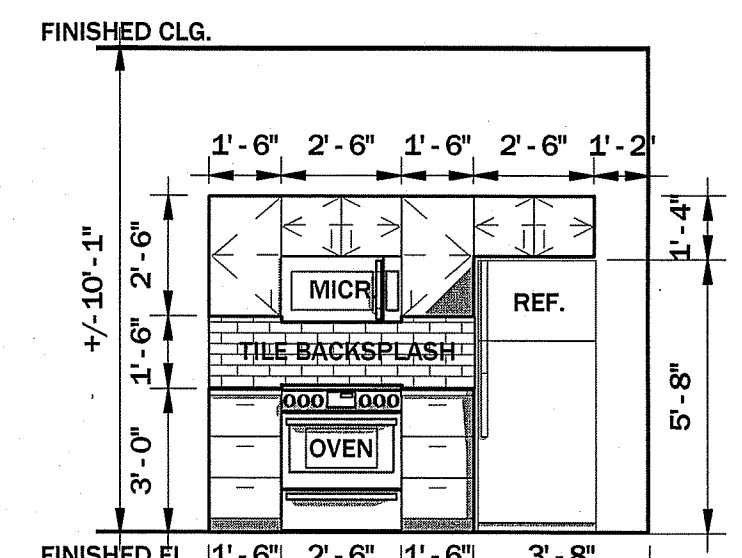 FINISHED CLG.
1'-6" 2'-6" 1'-6" 2'-6" 1'-2'
+/-10'-1"
2'-6"
1'-6"
3'-0"
1'-4"
5'-8"
MICR
REF.
TILE BACKSPLASH
OVEN
FINISHED FL
1'-6" 2'-6" 1'-6" 3'-8"